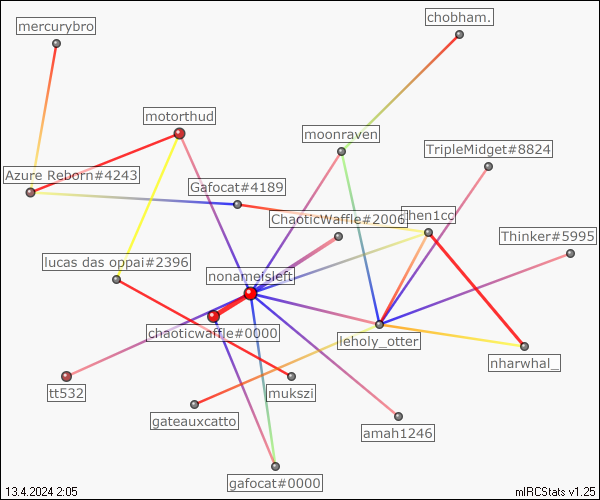 mercurybro
chobham.
motorthud
moonraven
TripleMidget#8824
Azure Reborn#4243
Gafocat#4189
ChaoticWaffle#2006
hen1cc
Thinker#5995
lucas das oppai#2396
nonameisleft
chaoticwaffle#0000
leholy_otter
nharwhal_
tt532
mukszi
gateauxcatto
amah1246
gafocat#0000
13.4.2024 2:05
mIRCStats v1.25